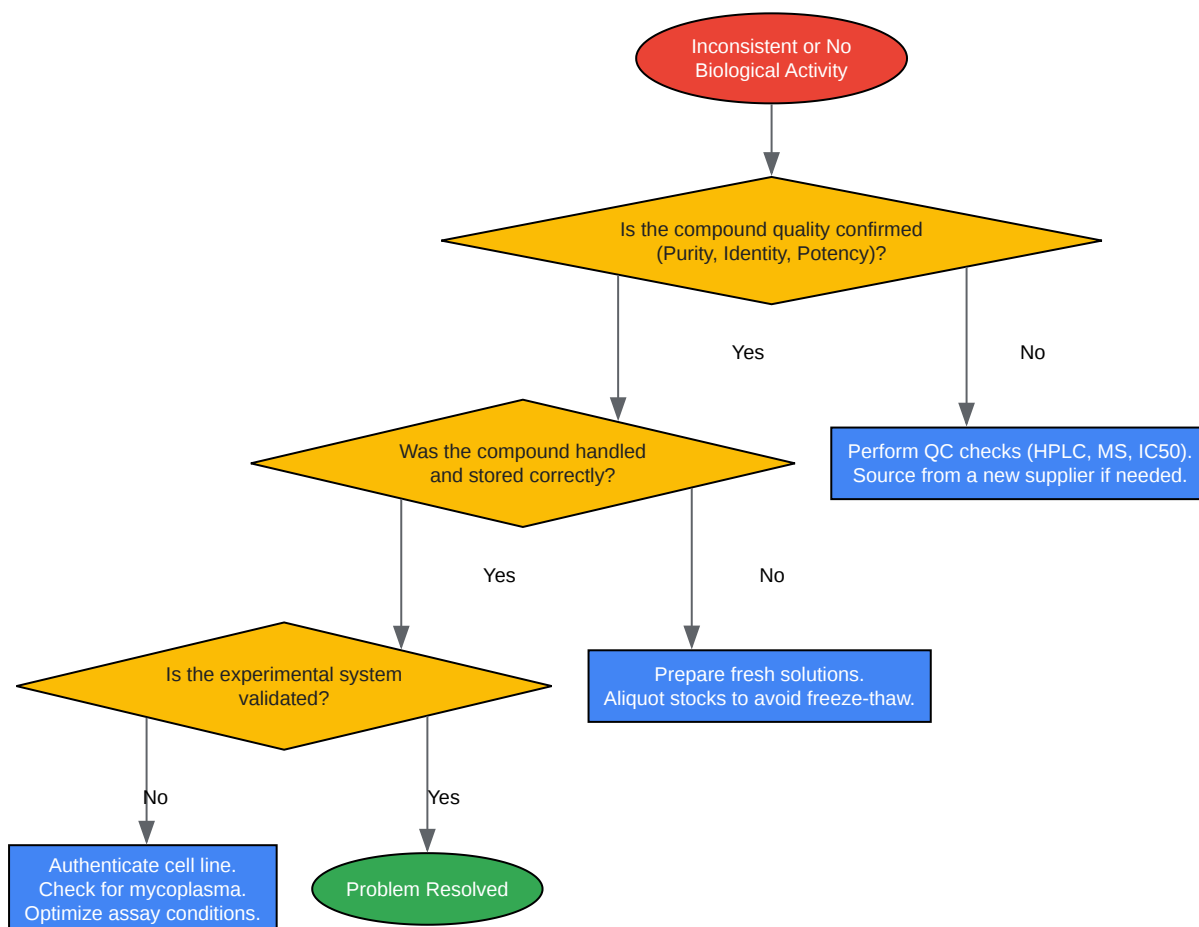 Inconsistent or No
Biological Activity
Is the compound quality confirmed
(Purity, Identity, Potency)?
Yes
No
Was the compound handled
and stored correctly?
Perform QC checks (HPLC, MS, IC50).
Source from a new supplier if needed.
Yes
No
Is the experimental system
validated?
Prepare fresh solutions.
Aliquot stocks to avoid freeze-thaw.
No
Yes
Authenticate cell line.
Check for mycoplasma.
Optimize assay conditions.
Problem Resolved